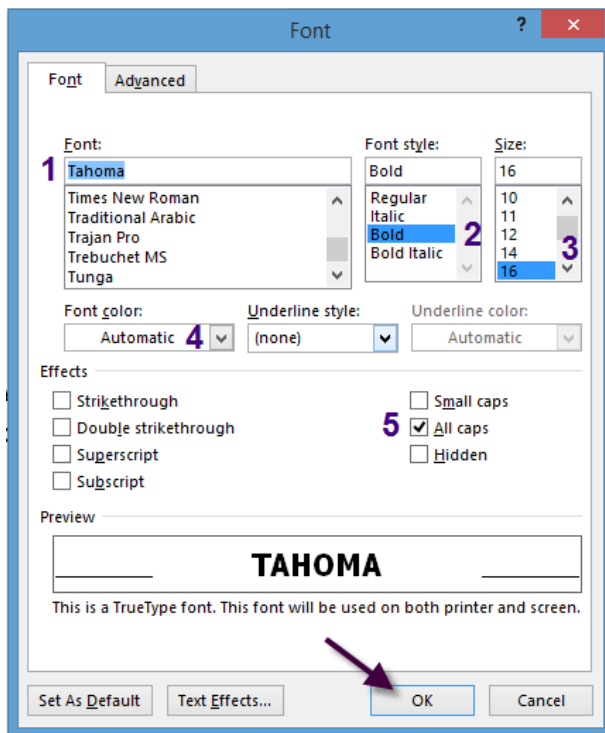 Font ? ×
Font Advanced
Font: Font style: Size:
1 Tahoma Bold 16
Times New Roman Regular 10
Traditional Arabic Italic 11
Trajan Pro Bold 2 12
Trebuchet MS Bold Italic 14 3
Tunga 16
Font color: Underline style: Underline color:
Automatic 4 (none) Automatic
Effects
Strikethrough Small caps
Double strikethrough 5 All caps
Superscript Hidden
Subscript
Preview
TAHOMA
This is a TrueType font. This font will be used on both printer and screen.
Set As Default Text Effects... OK Cancel